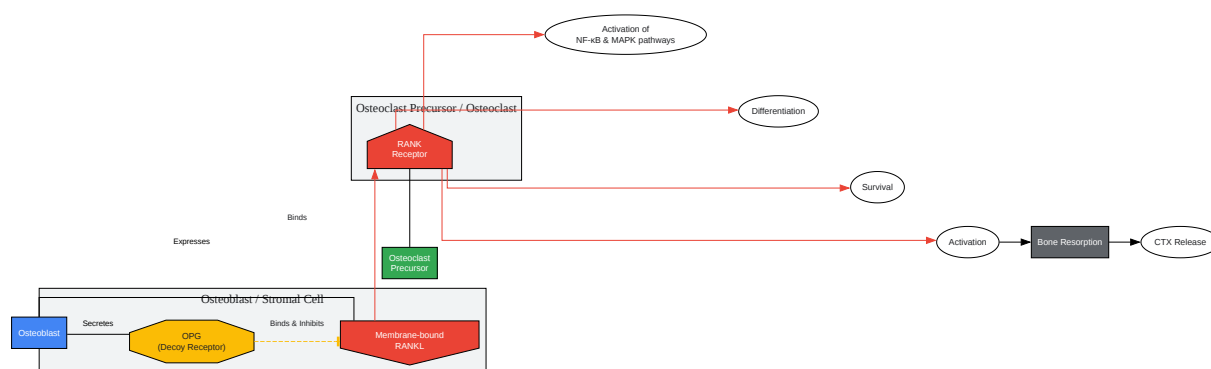 Activation of
NF-κB & MAPK pathways
Osteoclast Precursor / Osteoclast
Differentiation
RANK
Receptor
Survival
Binds
Expresses
Activation
Bone Resorption
CTX Release
Osteoclast
Precursor
Osteoblast / Stromal Cell
Osteoblast
Secretes
OPG
(Decoy Receptor)
Binds & Inhibits
Membrane-bound
RANKL